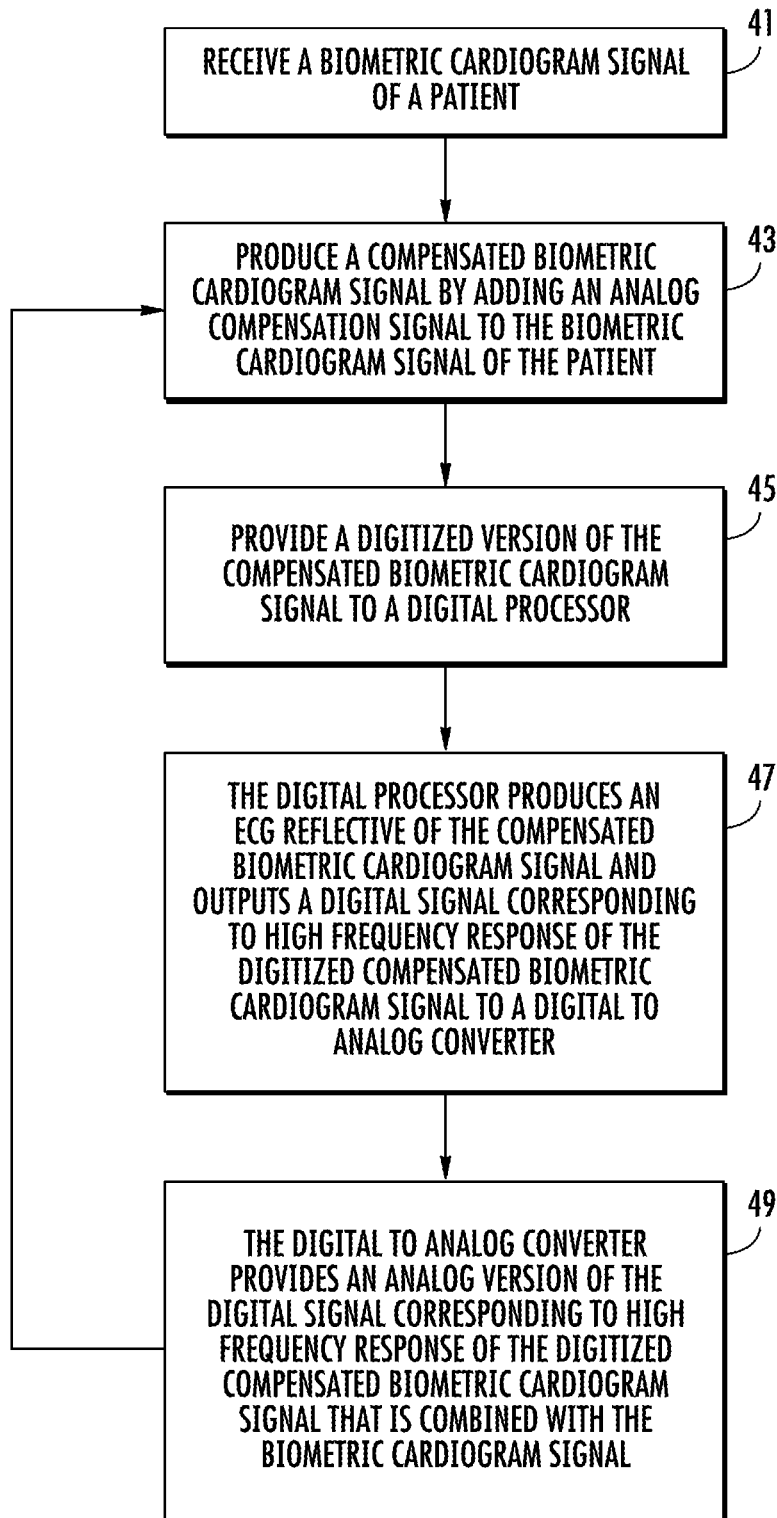 41
RECEIVE A BIOMETRIC CARDIOGRAM SIGNAL
OF A PATIENT
43
PRODUCE A COMPENSATED BIOMETRIC
CARDIOGRAM SIGNAL BY ADDING AN ANALOG
COMPENSATION SIGNAL TO THE BIOMETRIC
CARDIOGRAM SIGNAL OF THE PATIENT
45
PROVIDE A DIGITIZED VERSION OF THE
COMPENSATED BIOMETRIC CARDIOGRAM
SIGNAL TO A DIGITAL PROCESSOR
47
THE DIGITAL PROCESSOR PRODUCES AN
ECG REFLECTIVE OF THE COMPENSATED
BIOMETRIC CARDIOGRAM SIGNAL AND
OUTPUTS A DIGITAL SIGNAL CORRESPONDING
TO HIGH FREQUENCY RESPONSE OF THE
DIGITIZED COMPENSATED BIOMETRIC
CARDIOGRAM SIGNAL TO A DIGITAL TO
ANALOG CONVERTER
49
THE DIGITAL TO ANALOG CONVERTER
PROVIDES AN ANALOG VERSION OF THE
DIGITAL SIGNAL CORRESPONDING TO HIGH
FREQUENCY RESPONSE OF THE DIGITIZED
COMPENSATED BIOMETRIC CARDIOGRAM
SIGNAL THAT IS COMBINED WITH THE
BIOMETRIC CARDIOGRAM SIGNAL